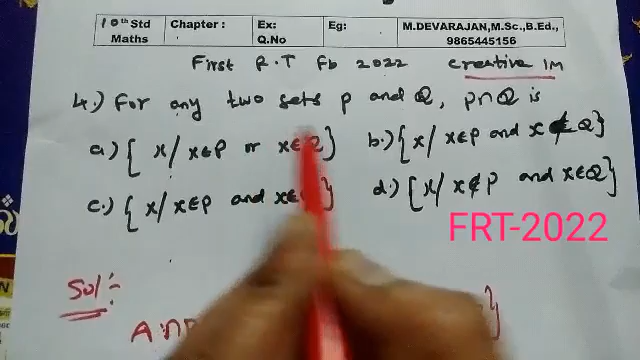 10th Std Maths Chapter : Ex: Q.No Eg: M.DEVARAJAN,M.Sc.,B.Ed., 9865445156
First R.T Fb 2022 Creative 1M
4.) For any two sets P and Q, P∩Q is
a.) { x/ x∈P or x∈Q } b.) { x/ x∈P and x∉Q }
c.) { x/ x∈P and x∈ } d.) { x/ x∉P and x∈Q }
FRT-2022
Sol:-
}